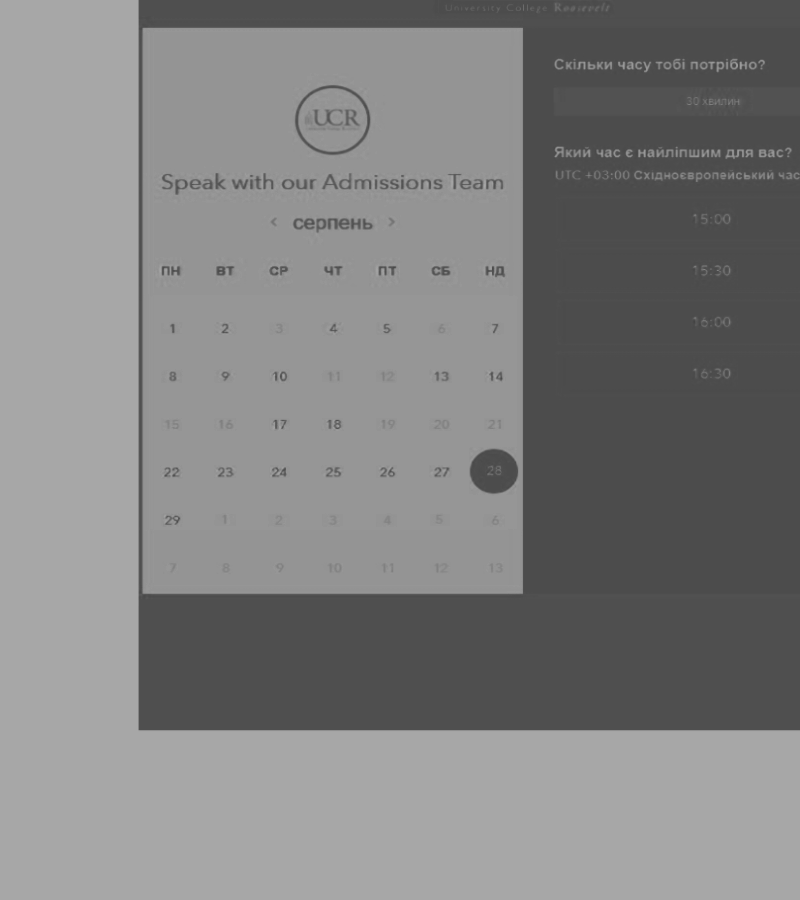 University College Roosevelt
UCR
Speak with our Admissions Team
< серпень >
ПН ВТ СР ЧТ ПТ СБ НД
1 2 3 4 5 6 7
8 9 10 11 12 13 14
15 16 17 18 19 20 21
22 23 24 25 26 27 28
29 1 2 3 4 5 6
7 8 9 10 11 12 13
Скільки часу тобі потрібно?
30 хвилин
Який час є найліпшим для вас?
UTC +03:00 Східноєвропейський час
15:00
15:30
16:00
16:30